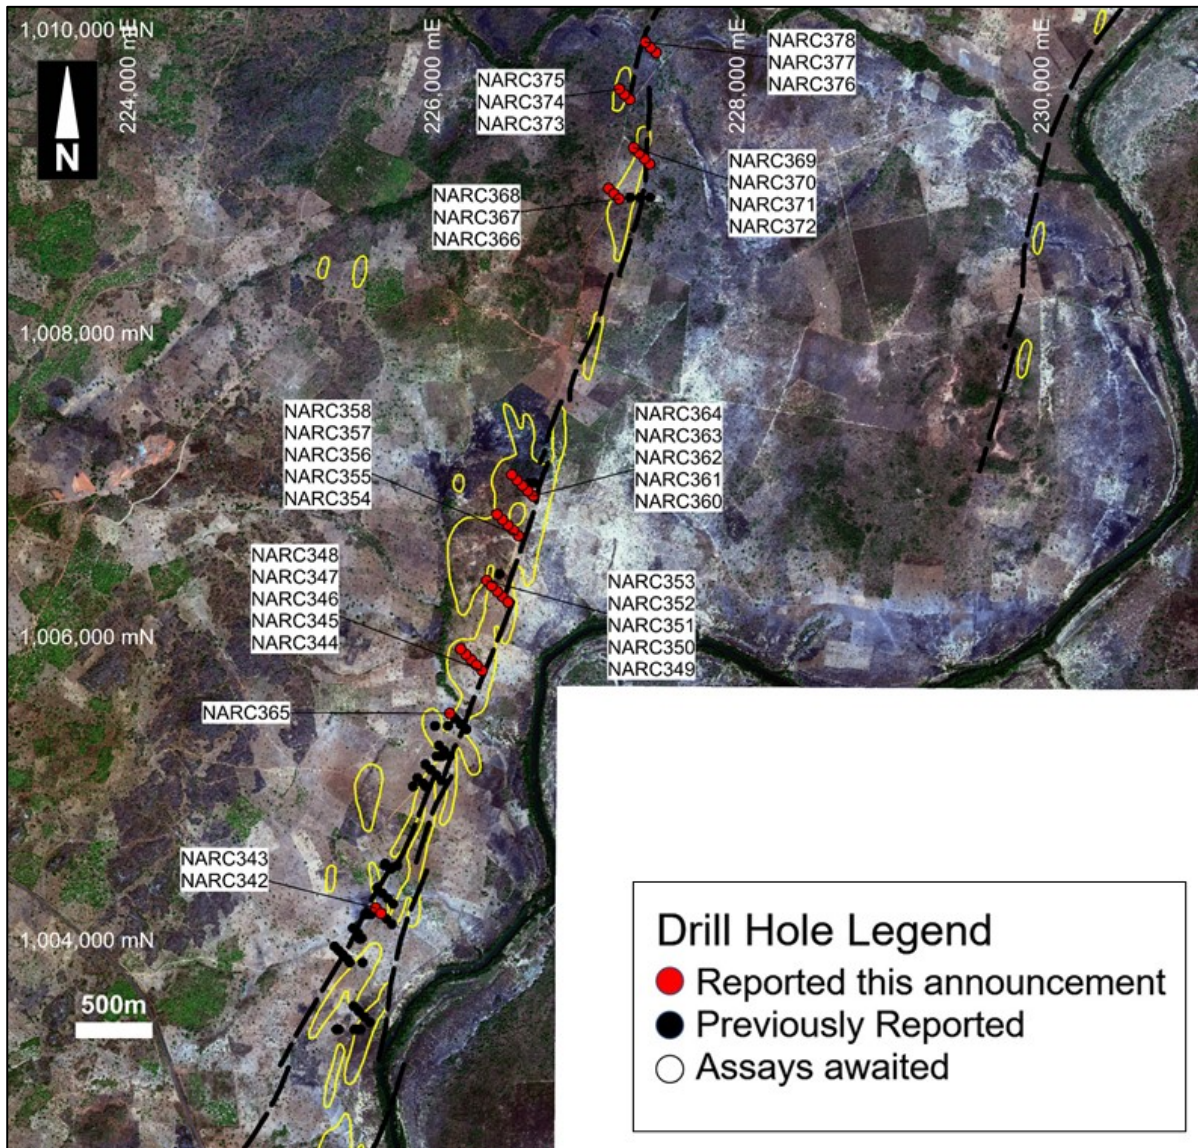 1,010,000 mN
224,000 mE
226,000 mE
228,000 mE
230,000 mE
N
NARC378
NARC377
NARC376
NARC375
NARC374
NARC373
NARC369
NARC370
NARC371
NARC372
NARC368
NARC367
NARC366
1,008,000 mN
NARC358
NARC357
NARC356
NARC355
NARC354
NARC364
NARC363
NARC362
NARC361
NARC360
NARC348
NARC347
NARC346
NARC345
NARC344
NARC353
NARC352
NARC351
NARC350
NARC349
1,006,000 mN
NARC365
NARC343
NARC342
1,004,000 mN
500m
Drill Hole Legend
Reported this announcement
Previously Reported
Assays awaited